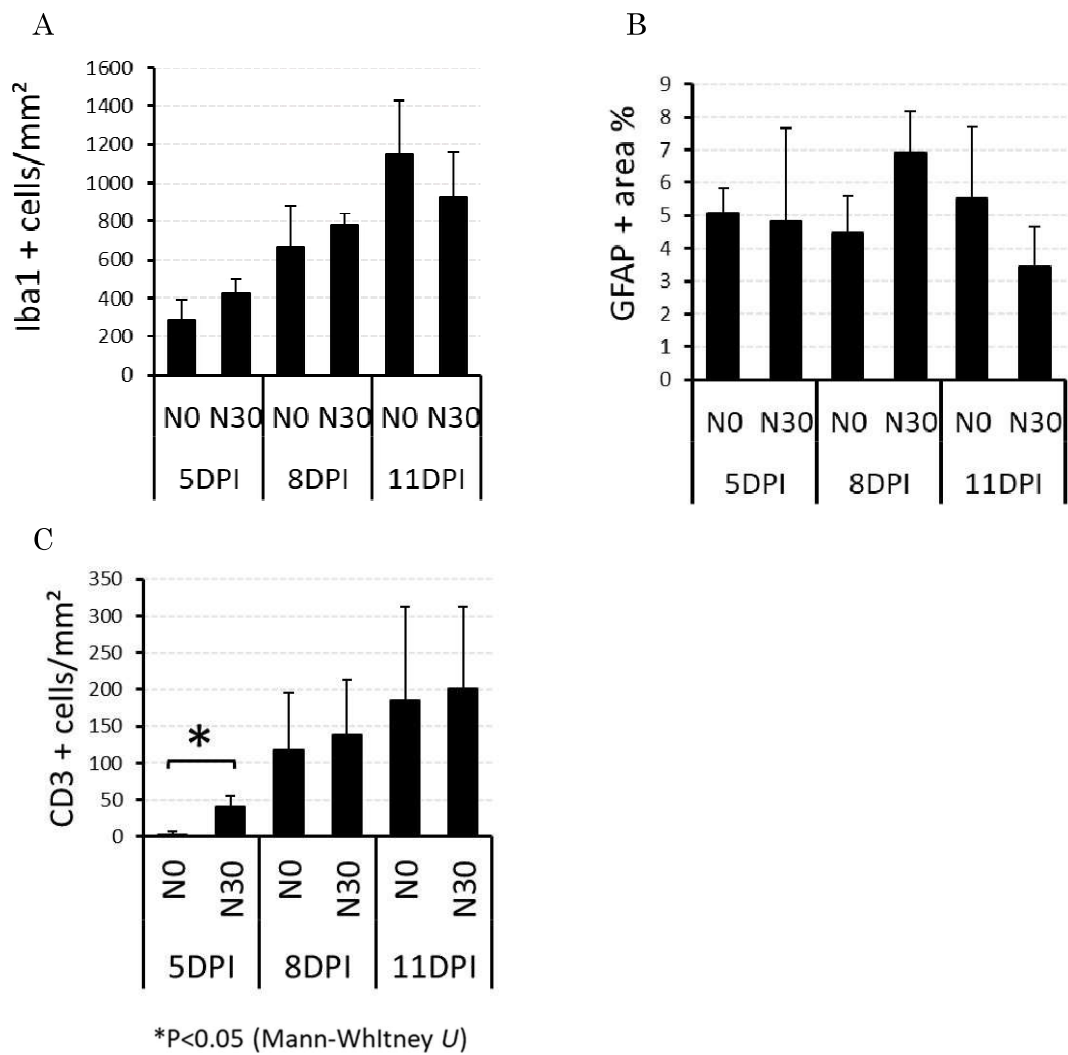 A
Iba1 + cells/mm²
1600
1400
1200
1000
800
600
400
200
0
N0 N30 N0 N30 N0 N30
5DPI 8DPI 11DPI
B
GFAP + area %
9
8
7
6
5
4
3
2
1
0
N0 N30 N0 N30 N0 N30
5DPI 8DPI 11DPI
C
CD3 + cells/mm²
350
300
250
200
150
100
50
0
*
N0 N30 N0 N30 N0 N30
5DPI 8DPI 11DPI
*P<0.05 (Mann-WhItney U)